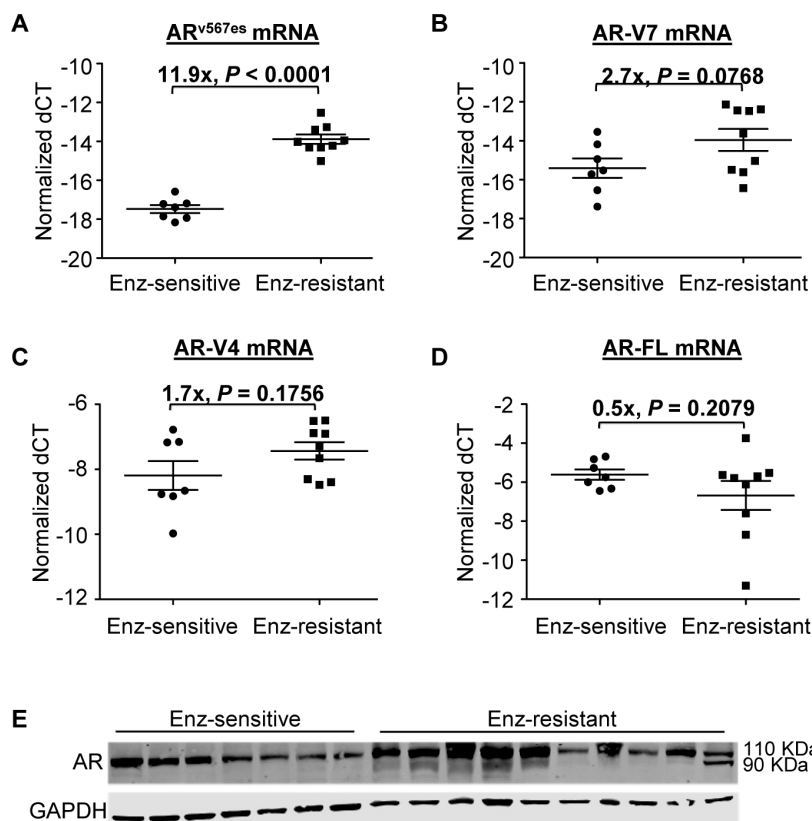 A
ARv567es mRNA
11.9x, P < 0.0001
Normalized dCT
-10
-12
-14
-16
-18
-20
Enz-sensitive Enz-resistant
B
AR-V7 mRNA
2.7x, P = 0.0768
Normalized dCT
-10
-12
-14
-16
-18
-20
Enz-sensitive Enz-resistant
C
AR-V4 mRNA
1.7x, P = 0.1756
Normalized dCT
-6
-8
-10
-12
Enz-sensitive Enz-resistant
D
AR-FL mRNA
0.5x, P = 0.2079
Normalized dCT
-2
-4
-6
-8
-10
-12
Enz-sensitive Enz-resistant
E
Enz-sensitive Enz-resistant
AR
110 KDa
90 KDa
GAPDH